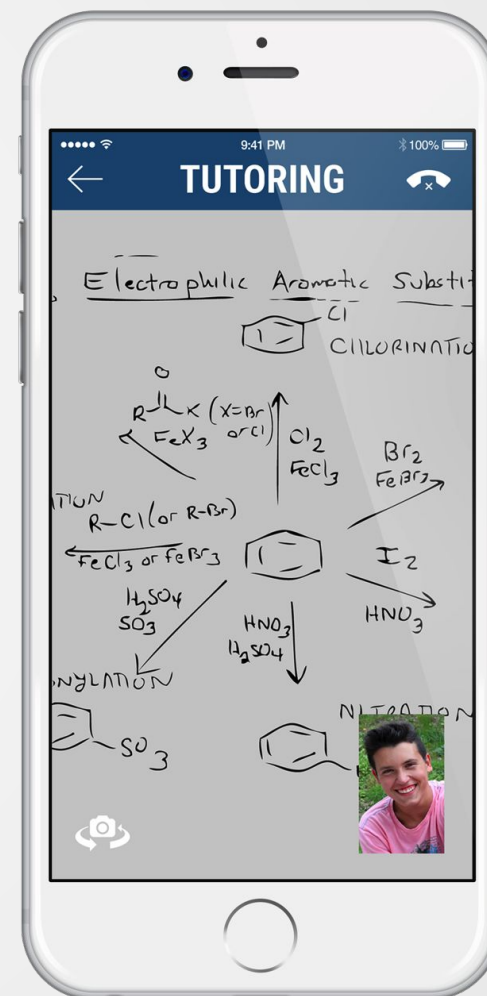 9:41 PM
100%
TUTORING
Electrophilic Aromatic Substit
Cl
CHLORINATIO
O
R
X (X=Br
or Cl)
FeX3
Cl2
FeCl3
Br2
FeBr3
TION
R-Cl (or R-Br)
FeCl3 or FeBr3
I2
HNO3
H2SO4
SO3
HNO3
H2SO4
NYLATION
NITRATION
SO3